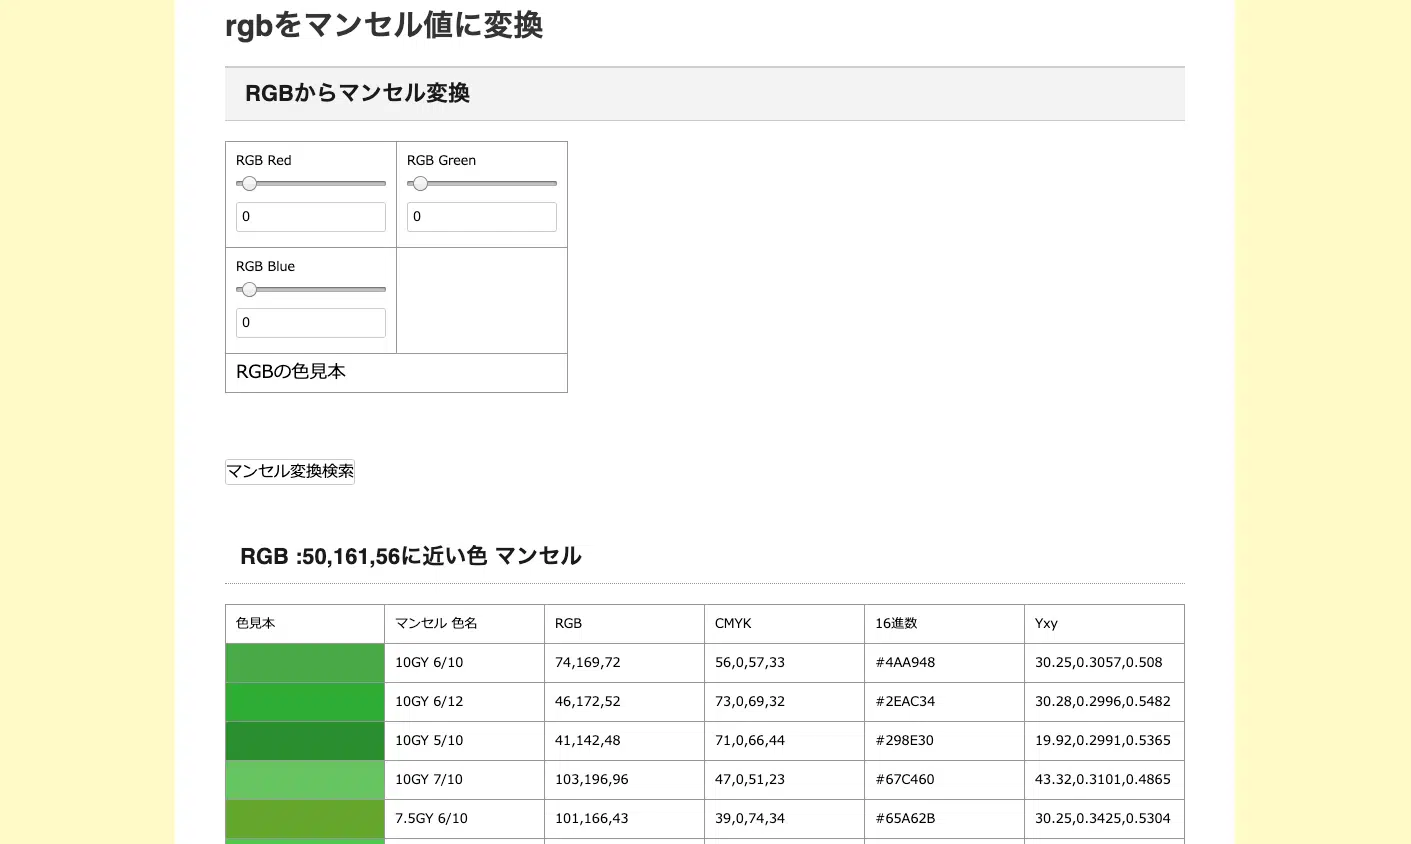 rgbをマンセル値に変換
RGBからマンセル変換
RGB Red
RGB Green
0
0
RGB Blue
0
RGBの色見本
マンセル変換検索
RGB :50,161,56に近い色 マンセル
色見本 マンセル 色名 RGB CMYK 16進数 Yxy
10GY 6/10 74,169,72 56,0,57,33 #4AA948 30.25,0.3057,0.508
10GY 6/12 46,172,52 73,0,69,32 #2EAC34 30.28,0.2996,0.5482
10GY 5/10 41,142,48 71,0,66,44 #298E30 19.92,0.2991,0.5365
10GY 7/10 103,196,96 47,0,51,23 #67C460 43.32,0.3101,0.4865
7.5GY 6/10 101,166,43 39,0,74,34 #65A62B 30.25,0.3425,0.5304